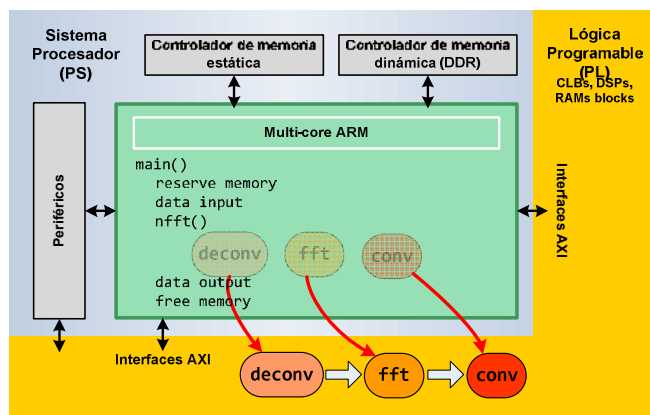 Sistema
Procesador
(PS)
Controlador de memoria
estática
Controlador de memoria
dinámica (DDR)
Lógica
Programable
(PL)
CLBs, DSPs,
RAMs blocks
Periféricos
Multi-core ARM
main()
reserve memory
data input
nfft()
deconv
fft
conv
data output
free memory
Interfaces AXI
Interfaces AXI
deconv
fft
conv